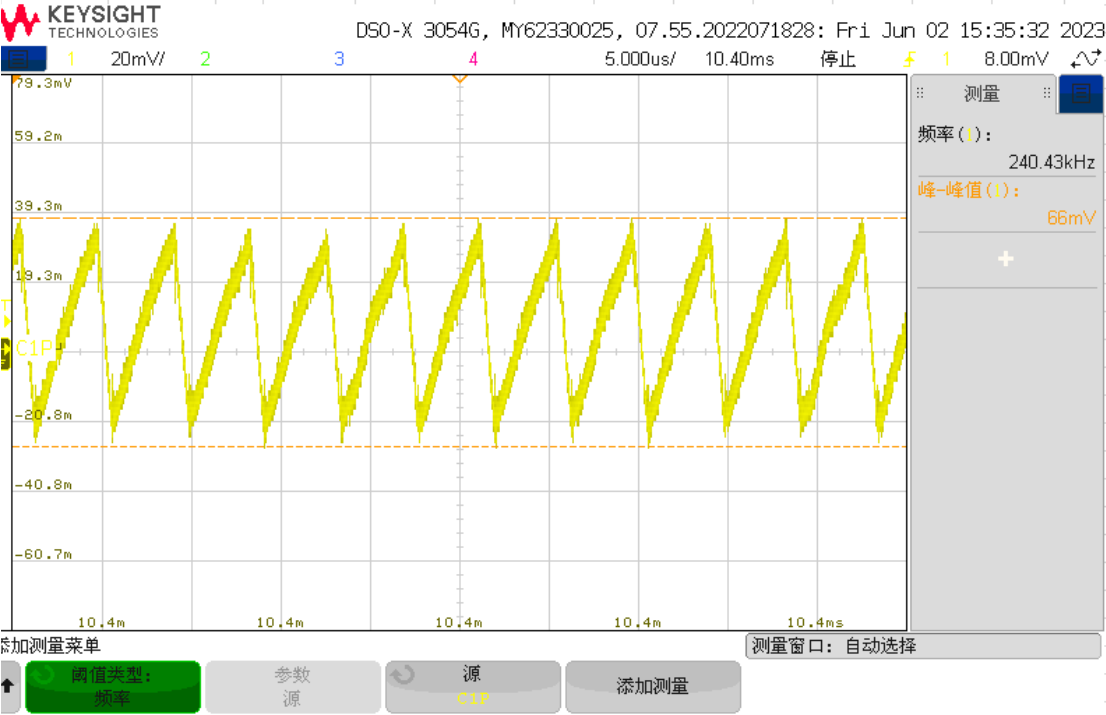 KEYSIGHT
TECHNOLOGIES
DSO-X 3054G, MY62330025, 07.55.2022071828: Fri Jun 02 15:35:32 2023
1 20mV/ 2 3 4 5.000us/ 10.40ms 停止 1 8.00mV
79.3mV
59.2m
39.3m
19.3m
C1P
-20.8m
-40.8m
-60.7m
10.4m 10.4m 10.4m 10.4m 10.4ms
测量
频率(1):
240.43kHz
峰-峰值(1):
66mV
添加测量菜单
测量窗口: 自动选择
阈值类型:
频率
参数
源
源
C1P
添加测量